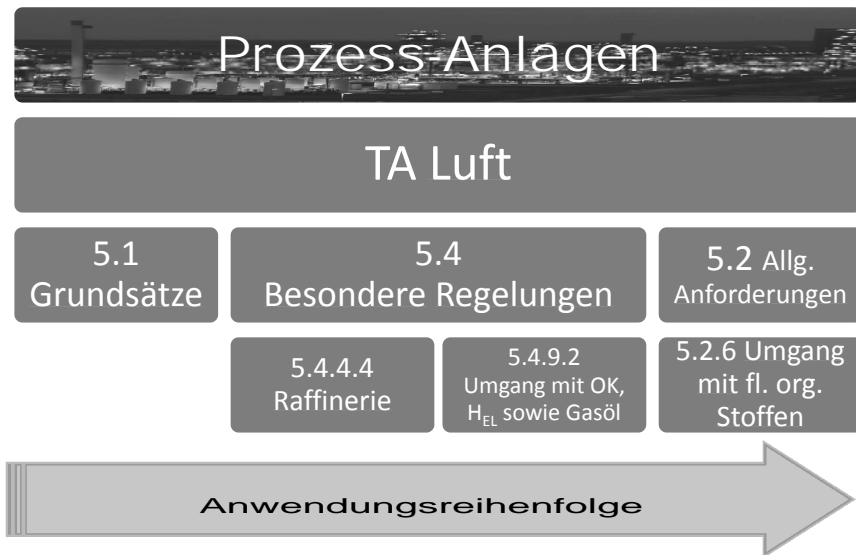 Prozess-Anlagen
TA Luft
5.1
Grundsätze
5.4
Besondere Regelungen
5.2 Allg.
Anforderungen
5.4.4.4
Raffinerie
5.4.9.2
Umgang mit OK,
H_EL sowie Gasöl
5.2.6 Umgang
mit fl. org.
Stoffen
Anwendungsreihenfolge